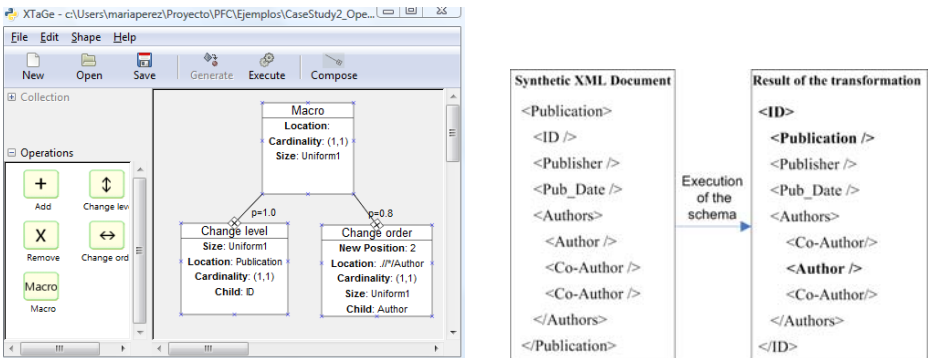 XTaGe - c:\Users\mariaperez\Proyecto\PFC\Ejemplos\CaseStudy2_Ope...
File Edit Shape Help
New Open Save Generate Execute Compose
Collection
Operations
Add Change
Remove Change ord
Macro
Macro
Macro
Location:
Cardinality: (1,1)
Size: Uniform1
p=1.0
p=0.8
Change level
Size: Uniform1
Location: Publication
Cardinality: (1,1)
Child: ID
Change order
New Position: 2
Location: .//*/Author
Cardinality: (1,1)
Size: Uniform1
Child: Author
Synthetic XML Document
<Publication>
<ID />
<Publisher />
<Pub_Date />
<Authors>
<Author />
<Co-Author />
<Co-Author />
</Authors>
</Publication>
Execution
of the
schema
Result of the transformation
<ID>
<Publication />
<Publisher />
<Pub_Date />
<Authors>
<Co-Author/>
<Author />
<Co-Author/>
</Authors>
</ID>